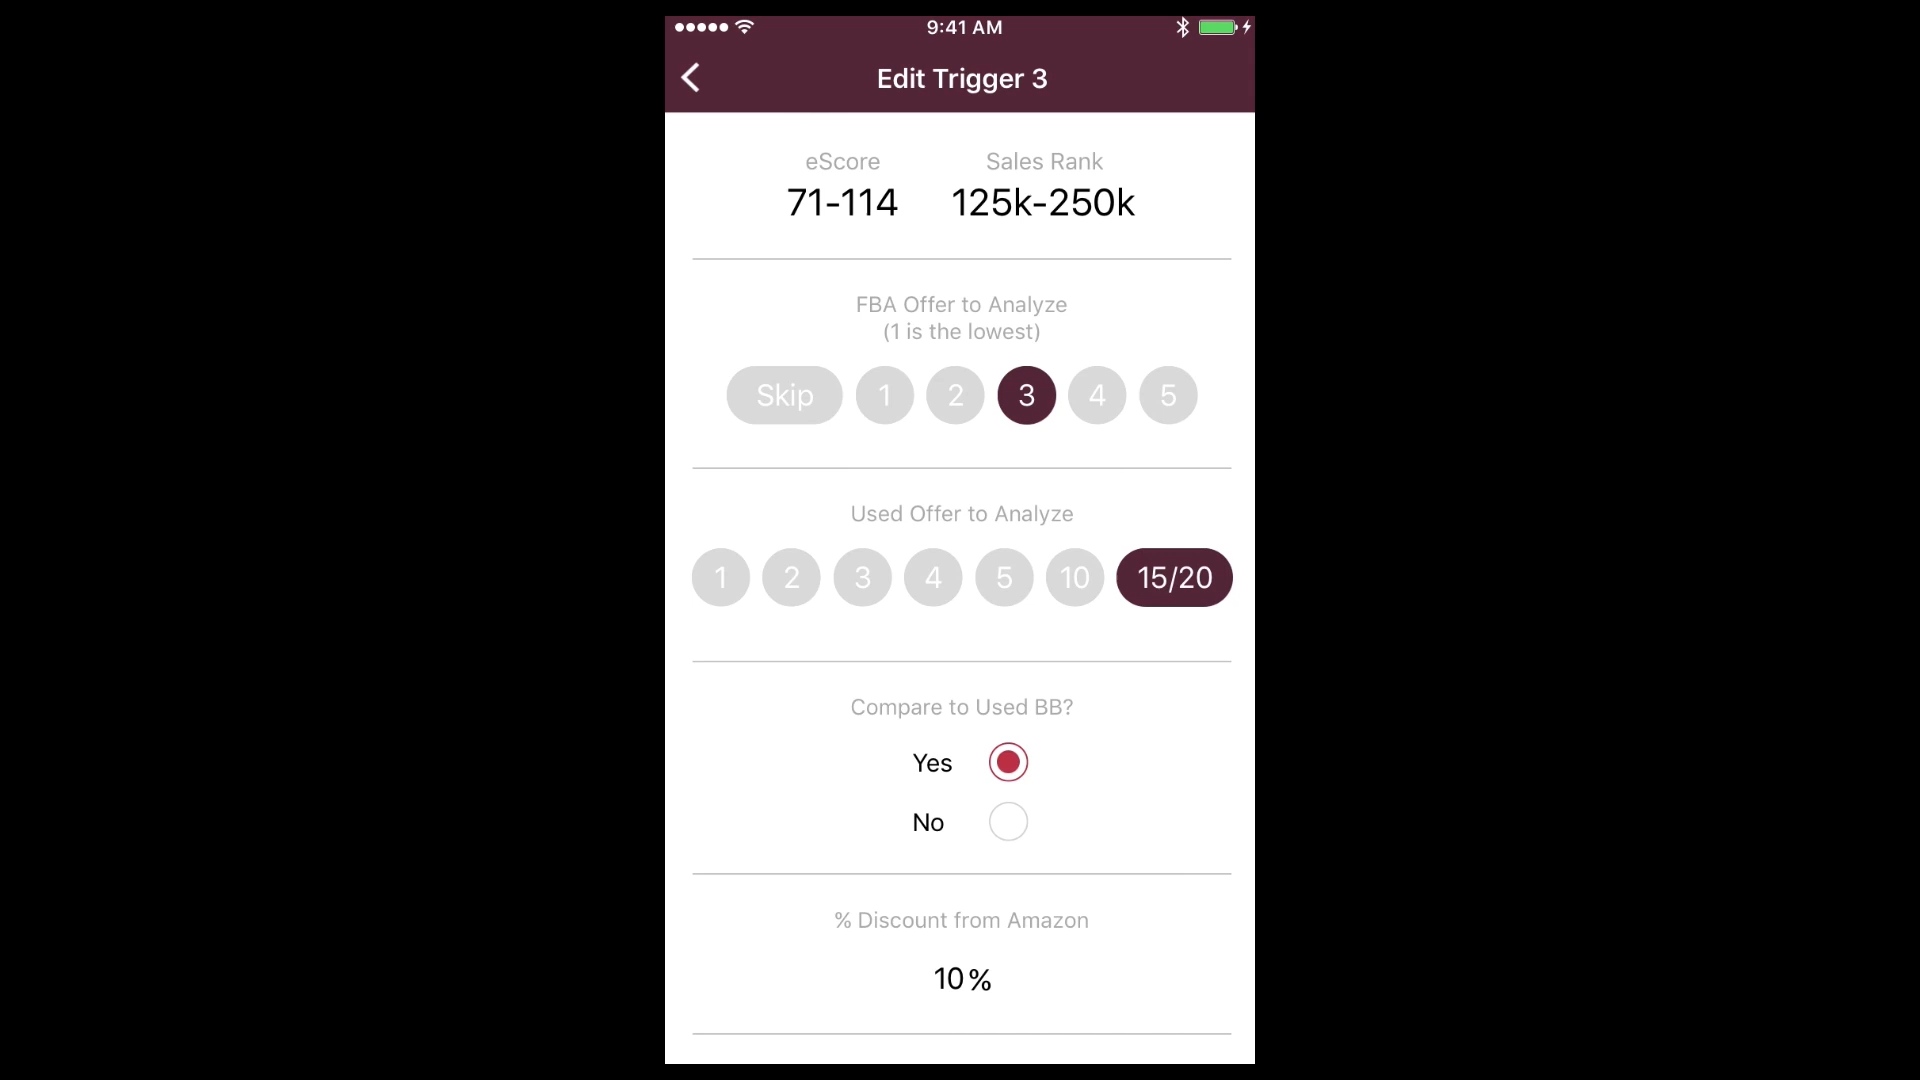 9:41 AM
Edit Trigger 3
eScore Sales Rank
71-114 125k-250k
FBA Offer to Analyze
(1 is the lowest)
Skip 1 2 3 4 5
Used Offer to Analyze
1 2 3 4 5 10 15/20
Compare to Used BB?
Yes
No
% Discount from Amazon
10%